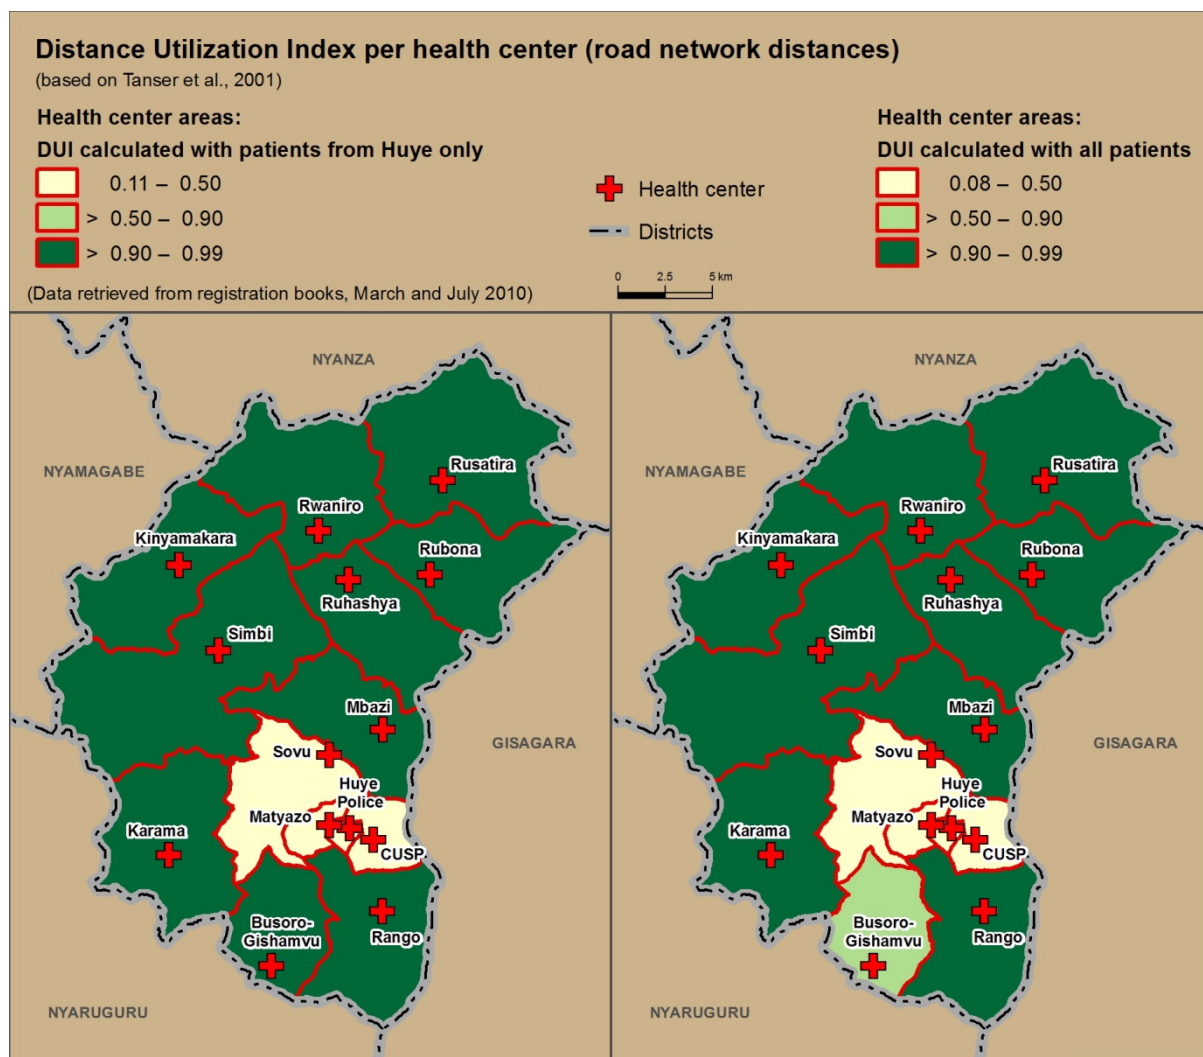 Distance Utilization Index per health center (road network distances)
(based on Tanser et al., 2001)
Health center areas:
DUI calculated with patients from Huye only
0.11 – 0.50
> 0.50 – 0.90
> 0.90 – 0.99
(Data retrieved from registration books, March and July 2010)
Health center
Districts
0 2.5 5 km
Health center areas:
DUI calculated with all patients
0.08 – 0.50
> 0.50 – 0.90
> 0.90 – 0.99
NYANZA
NYAMAGABE
Rusatira
Rwaniro
Kinyamakara
Rubona
Ruhashya
Simbi
Mbazi
GISAGARA
Sovu
Huye
Police
Matyazo
Karama
CUSP
Busoro-
Gishamvu
Rango
NYARUGURU
NYANZA
NYAMAGABE
Rusatira
Rwaniro
Kinyamakara
Rubona
Ruhashya
Simbi
Mbazi
GISAGARA
Sovu
Huye
Police
Matyazo
Karama
CUSP
Busoro-
Gishamvu
Rango
NYARUGURU